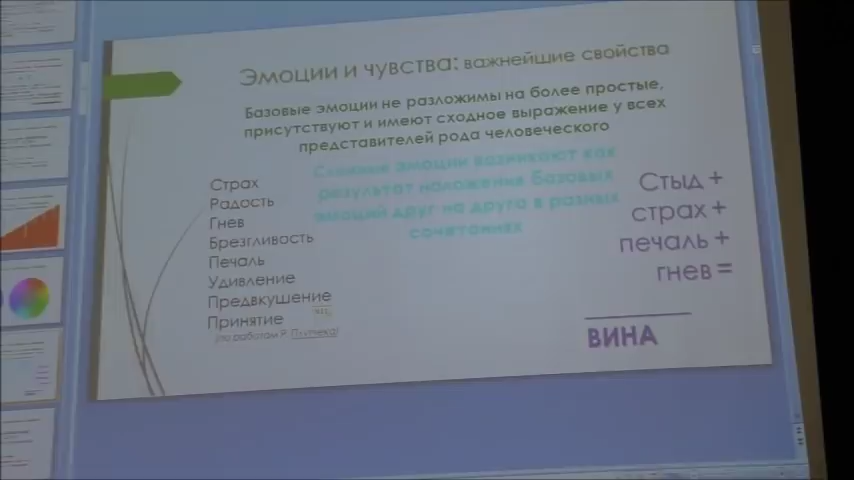 Эмоции и чувства: важнейшие свойства
Базовые эмоции не разложимы на более простые,
присутствуют и имеют сходное выражение у всех
представителей рода человеческого
Сложные эмоции возникают как
результат наложения Базовых
эмоций друг на друга в разных
сочетаниях
Страх
Радость
Гнев
Брезгливость
Печаль
Удивление
Предвкушение
Принятие
(по работам Р. Плутчека)
Стыд +
страх +
печаль +
гнев =
ВИНА